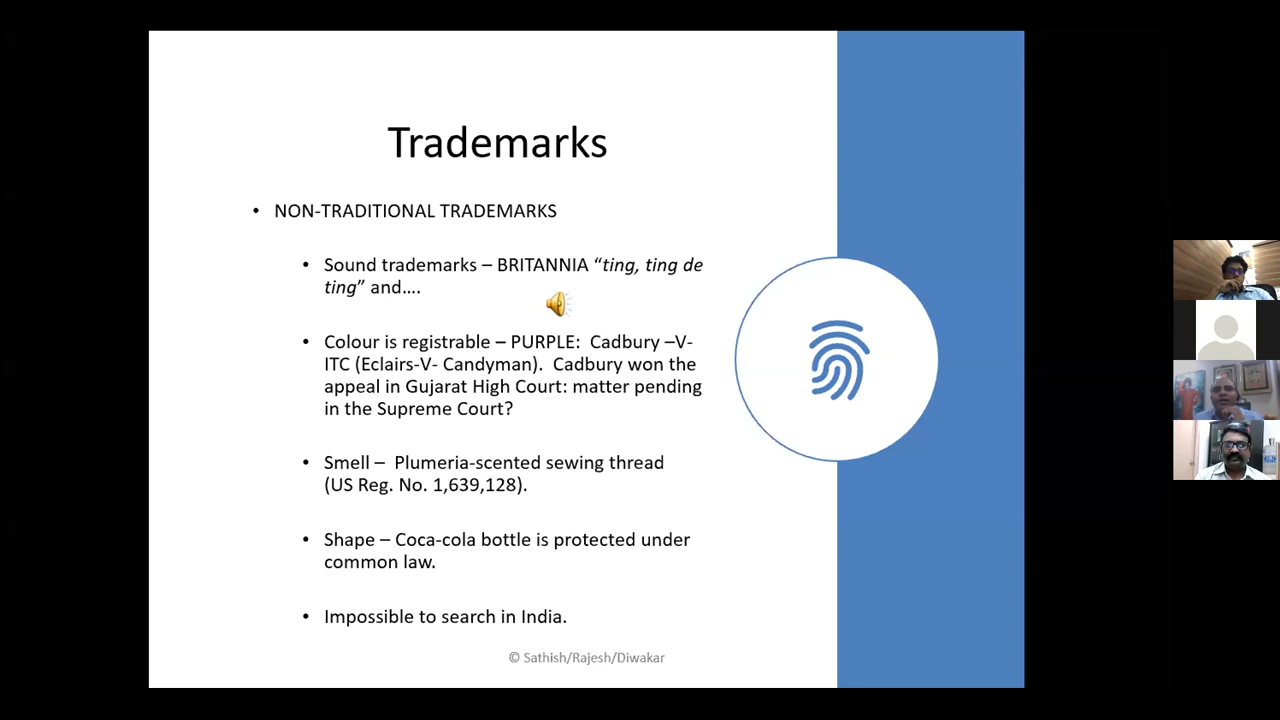 Trademarks
• NON-TRADITIONAL TRADEMARKS
• Sound trademarks – BRITANNIA “ting, ting de
ting” and….
• Colour is registrable – PURPLE: Cadbury –V-
ITC (Eclairs-V- Candyman). Cadbury won the
appeal in Gujarat High Court: matter pending
in the Supreme Court?
• Smell – Plumeria-scented sewing thread
(US Reg. No. 1,639,128).
• Shape – Coca-cola bottle is protected under
common law.
• Impossible to search in India.
© Sathish/Rajesh/Diwakar